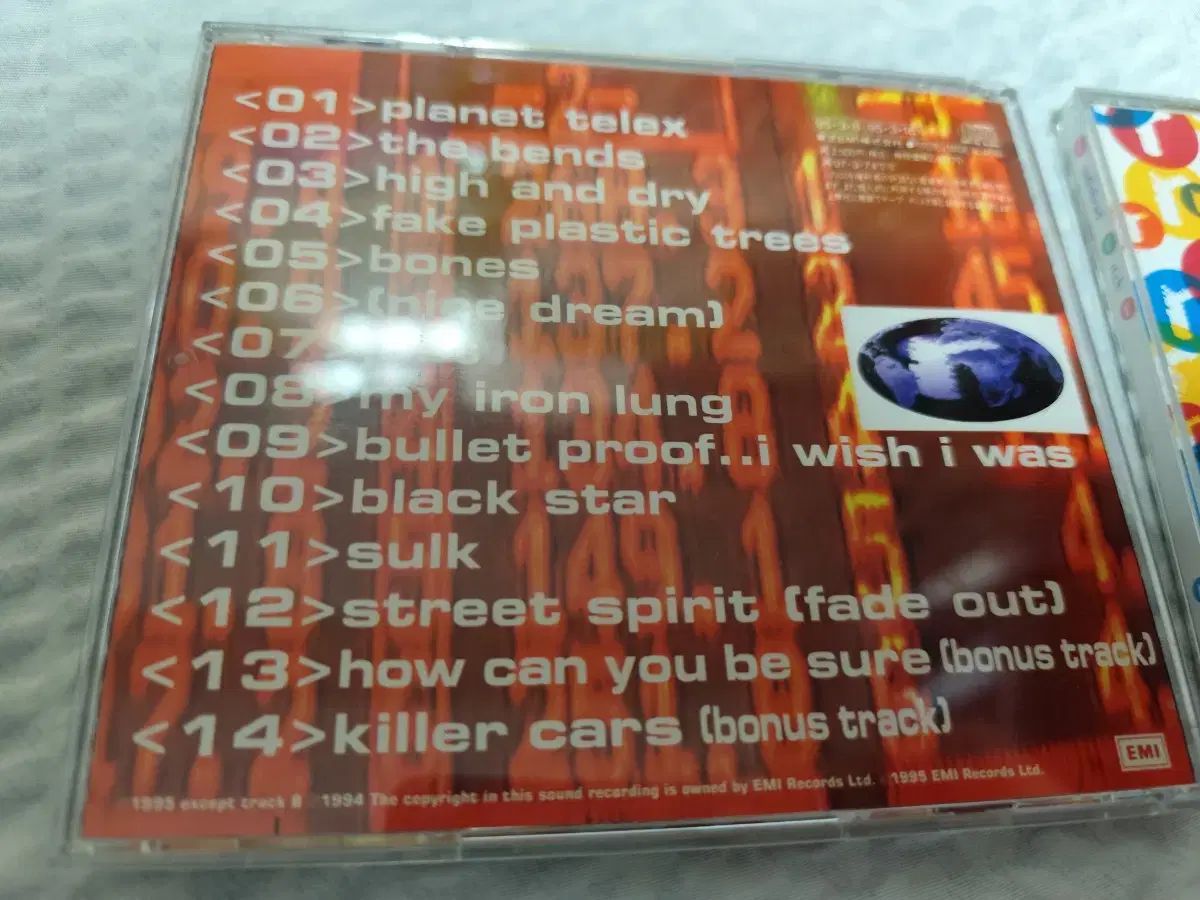 <01>planet telex
<02>the bends
<03>high and dry
<04>fake plastic trees
<05>bones
<06>(nice dream)
<07
<08>my iron lung
<09>bullet proof..i wish i was
<10>black star
<11>sulk
<12>street spirit (fade out)
<13>how can you be sure (bonus track)
<14>killer cars (bonus track)
EMI
1995 except track 8 1994 The copyright in this sound recording is owned by EMI Records Ltd. 1995 EMI Records Ltd.